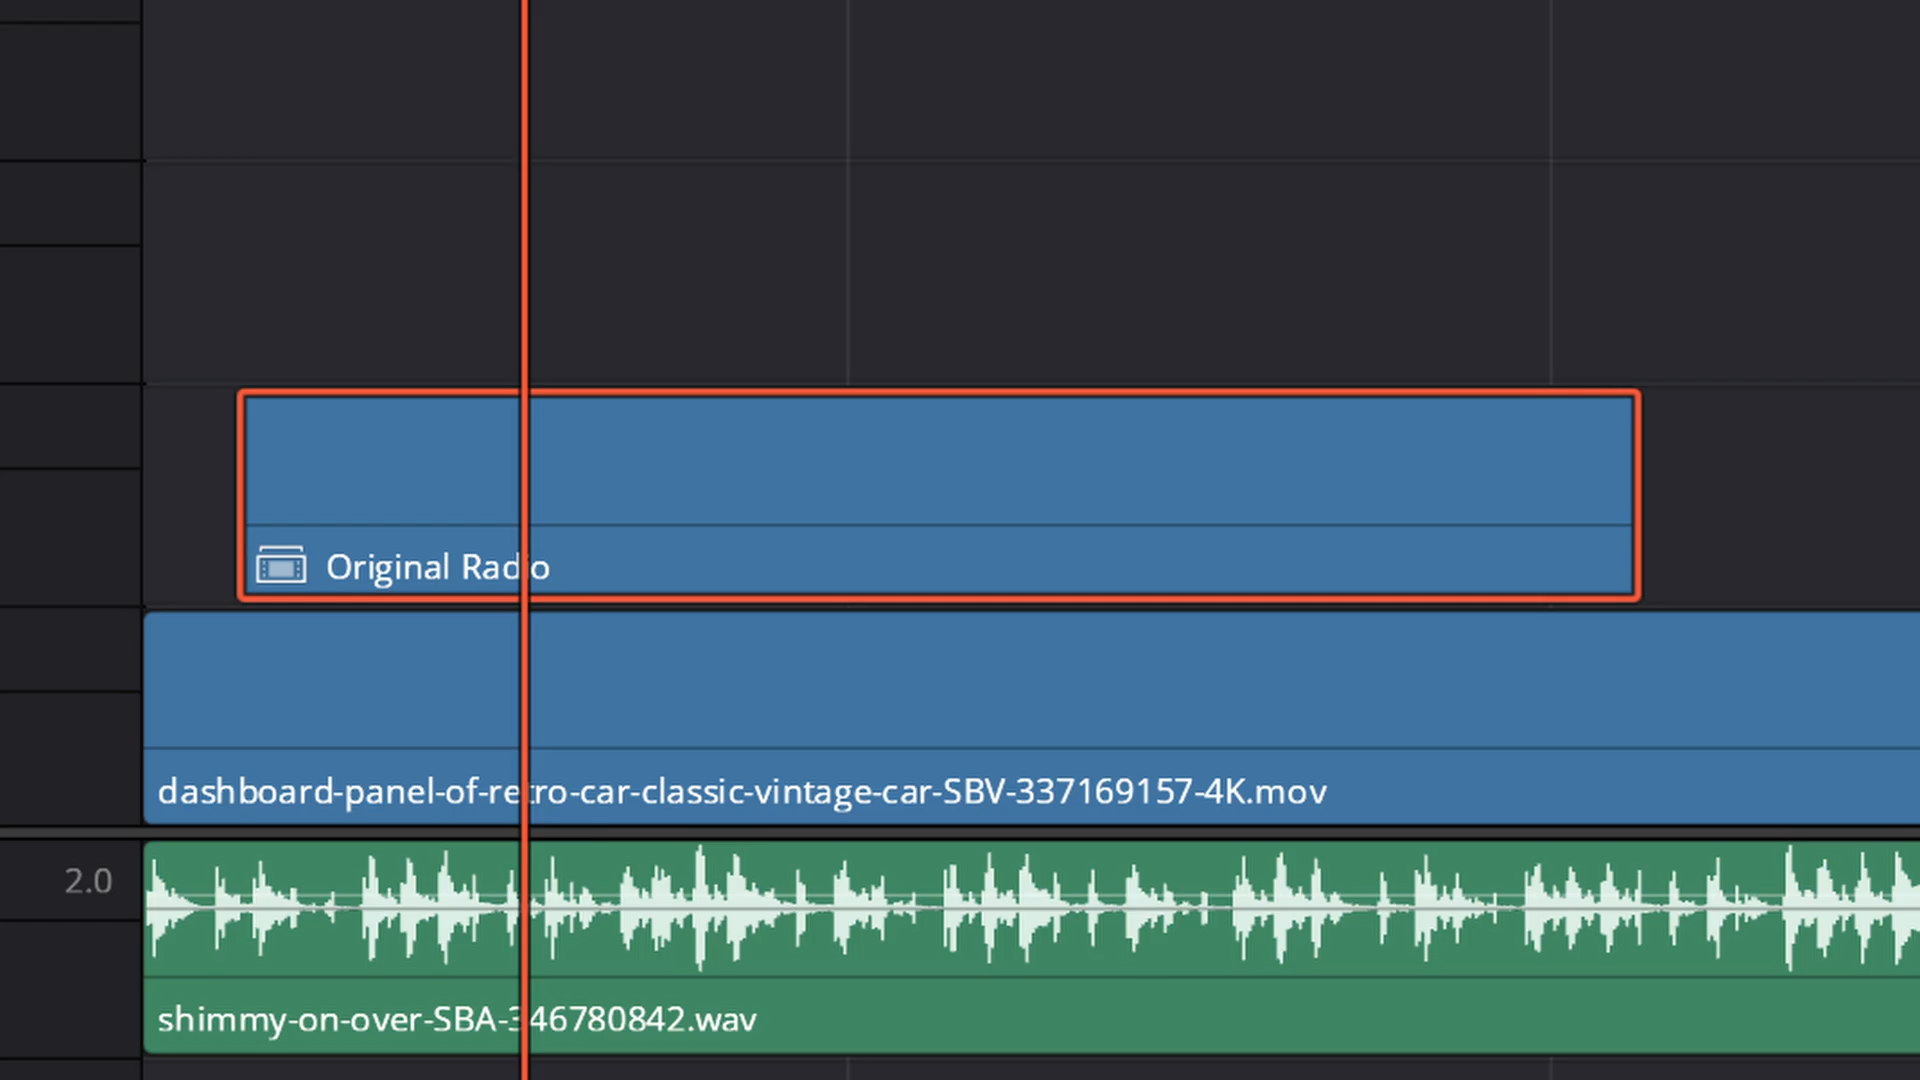 Original Radio
dashboard-panel-of-retro-car-classic-vintage-car-SBV-337169157-4K.mov
2.0
shimmy-on-over-SBA-346780842.wav